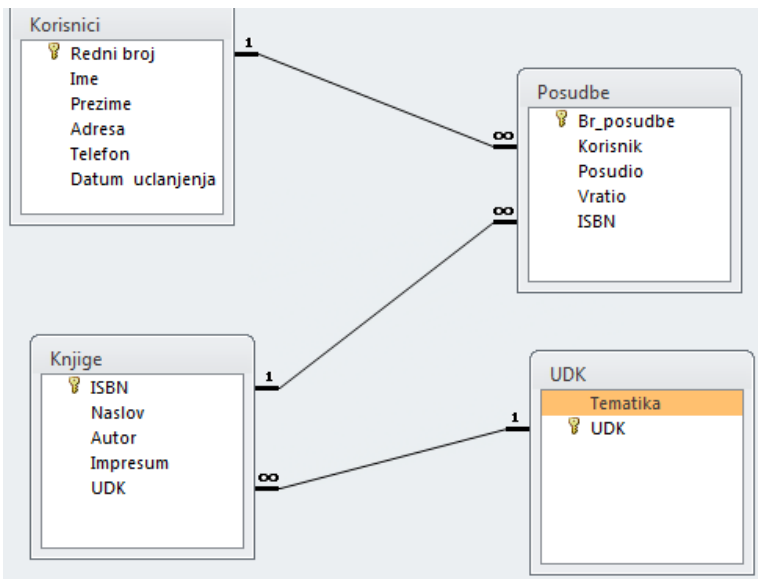 Korisnici
Redni broj
Ime
Prezime
Adresa
Telefon
Datum uclanjenja
1
Posudbe
Br_posudbe
Korisnik
Posudio
Vratio
ISBN
∞
∞
Knjige
ISBN
Naslov
Autor
Impresum
UDK
1
∞
UDK
Tematika
UDK
1